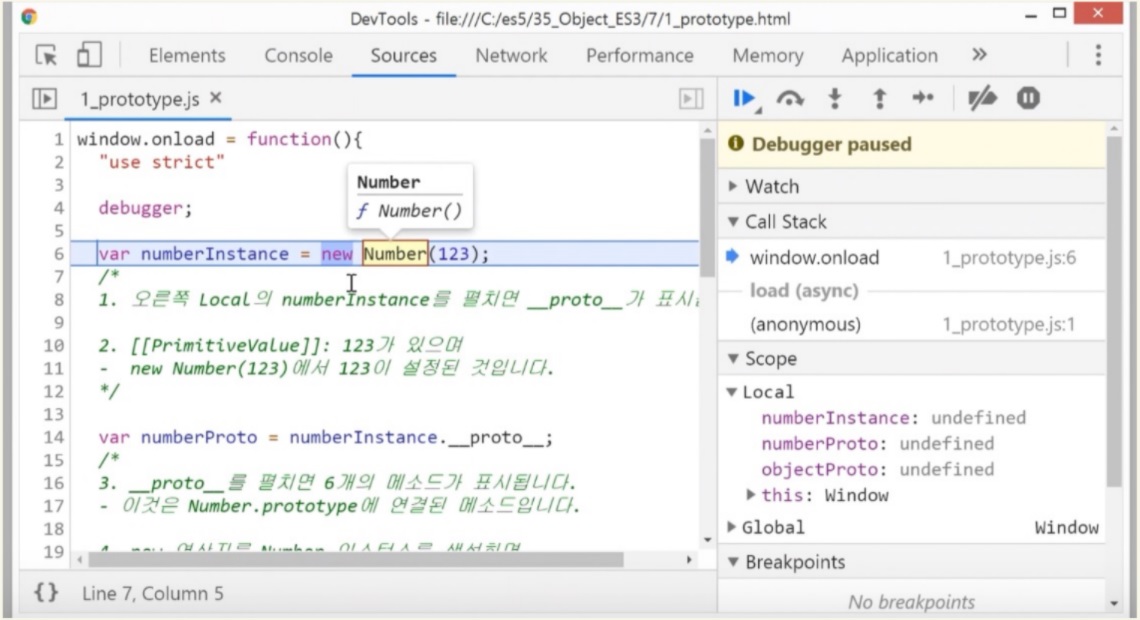 DevTools - file:///C:/es5/35_Object_ES3/7/1_prototype.html
Elements Console Sources Network Performance Memory Application »
1_prototype.js ×
1 window.onload = function(){
2 "use strict"
3
4 debugger;
5
Number
ƒ Number()
6 var numberInstance = new Number(123);
7 /*
8 1. 오른쪽 Local의 numberInstance를 펼치면 __proto__가 표시
9
10 2. [[PrimitiveValue]]: 123가 있으며
11 - new Number(123)에서 123이 설정된 것입니다.
12 */
13
14 var numberProto = numberInstance.__proto__;
15 /*
16 3. __proto__를 펼치면 6개의 메소드가 표시됩니다.
17 - 이것은 Number.prototype에 연결된 메소드입니다.
18
19
{ } Line 7, Column 5
Debugger paused
Watch
Call Stack
window.onload 1_prototype.js:6
load (async)
(anonymous) 1_prototype.js:1
Scope
Local
numberInstance: undefined
numberProto: undefined
objectProto: undefined
this: Window
Global Window
Breakpoints
No breakpoints